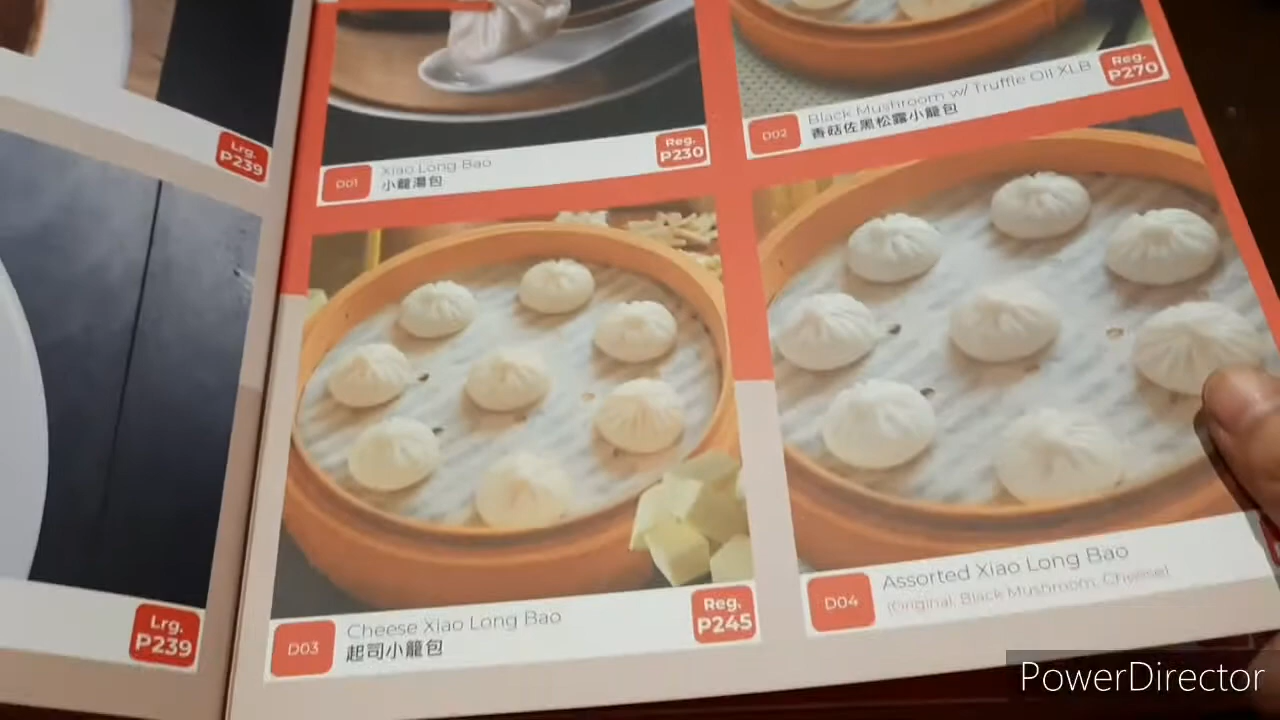 Lrg.
P239
D01
Xiao Long Bao
小籠湯包
Reg.
P230
D02
Black Mushroom w/ Truffle Oil XLB
香菇佐黑松露小籠包
Reg.
P270
Lrg.
P239
D03
Cheese Xiao Long Bao
起司小籠包
Reg.
P245
D04
Assorted Xiao Long Bao
(Original, Black Mushroom, Cheese)
PowerDirector